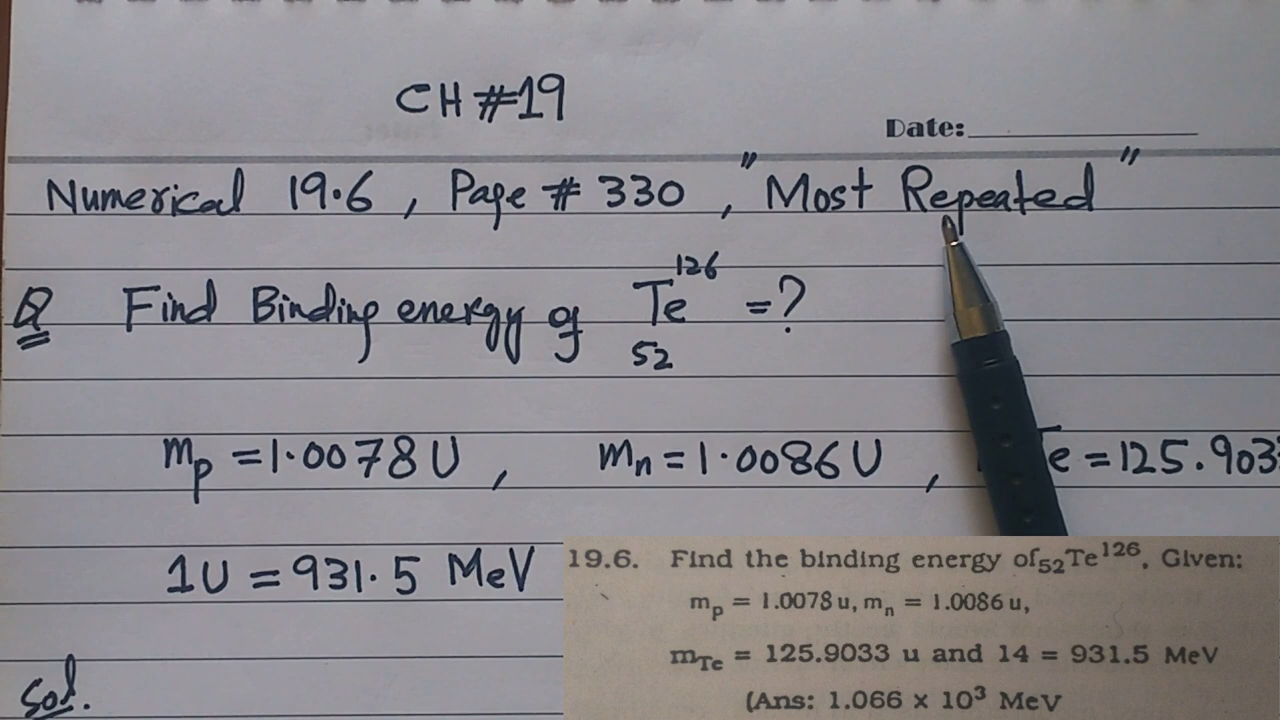 CH #19
Date:
Numerical 19.6, Page # 330, "Most Repeated"
Q Find Binding energy of ₅₂Te¹²⁶ = ?
mp = 1.0078 U, mn = 1.0086 U, Te = 125.903
1U = 931.5 MeV
Sol.
19.6. Find the binding energy of ₅₂Te¹²⁶, Given:
mp = 1.0078 u, mn = 1.0086 u,
mTe = 125.9033 u and 14 = 931.5 MeV
(Ans: 1.066 x 10³ MeV